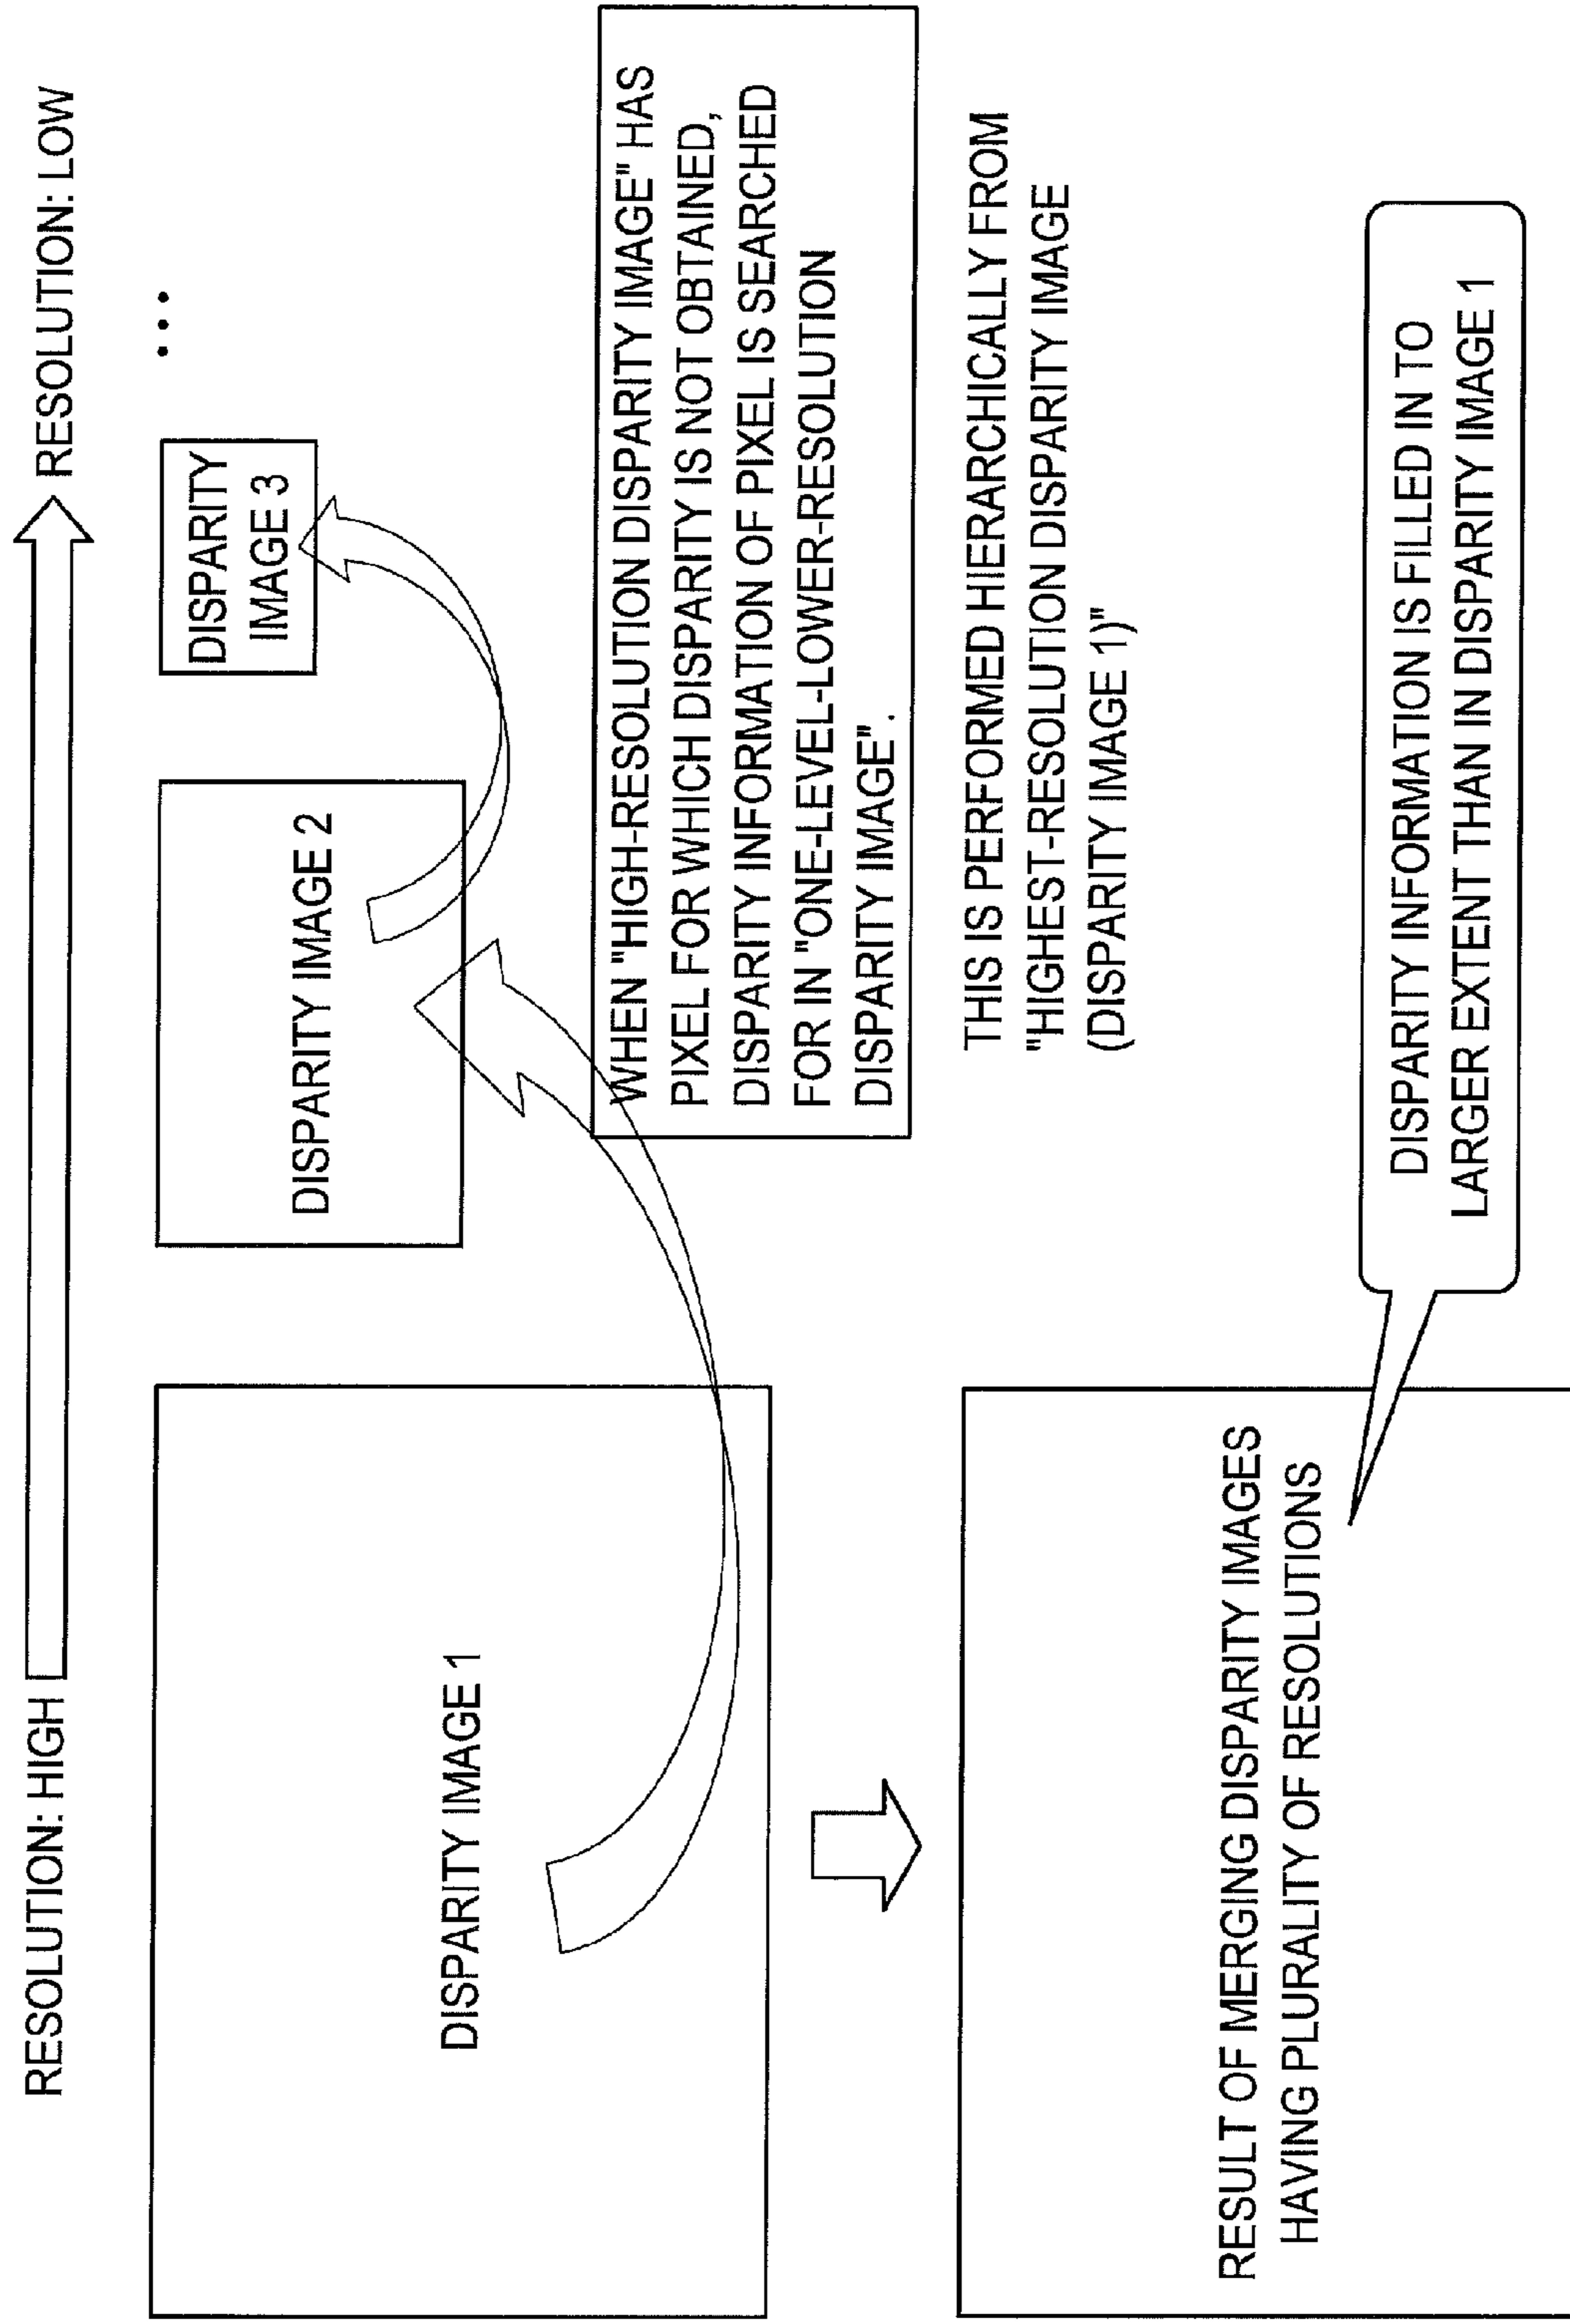 RESOLUTION: HIGH
RESOLUTION: LOW
DISPARITY IMAGE 1
DISPARITY IMAGE 2
DISPARITY
IMAGE 3
...
WHEN "HIGH-RESOLUTION DISPARITY IMAGE" HAS
PIXEL FOR WHICH DISPARITY IS NOT OBTAINED,
DISPARITY INFORMATION OF PIXEL IS SEARCHED
FOR IN "ONE-LEVEL-LOWER-RESOLUTION
DISPARITY IMAGE".
THIS IS PERFORMED HIERARCHICALLY FROM
"HIGHEST-RESOLUTION DISPARITY IMAGE
(DISPARITY IMAGE 1)"
RESULT OF MERGING DISPARITY IMAGES
HAVING PLURALITY OF RESOLUTIONS
DISPARITY INFORMATION IS FILLED IN TO
LARGER EXTENT THAN IN DISPARITY IMAGE 1